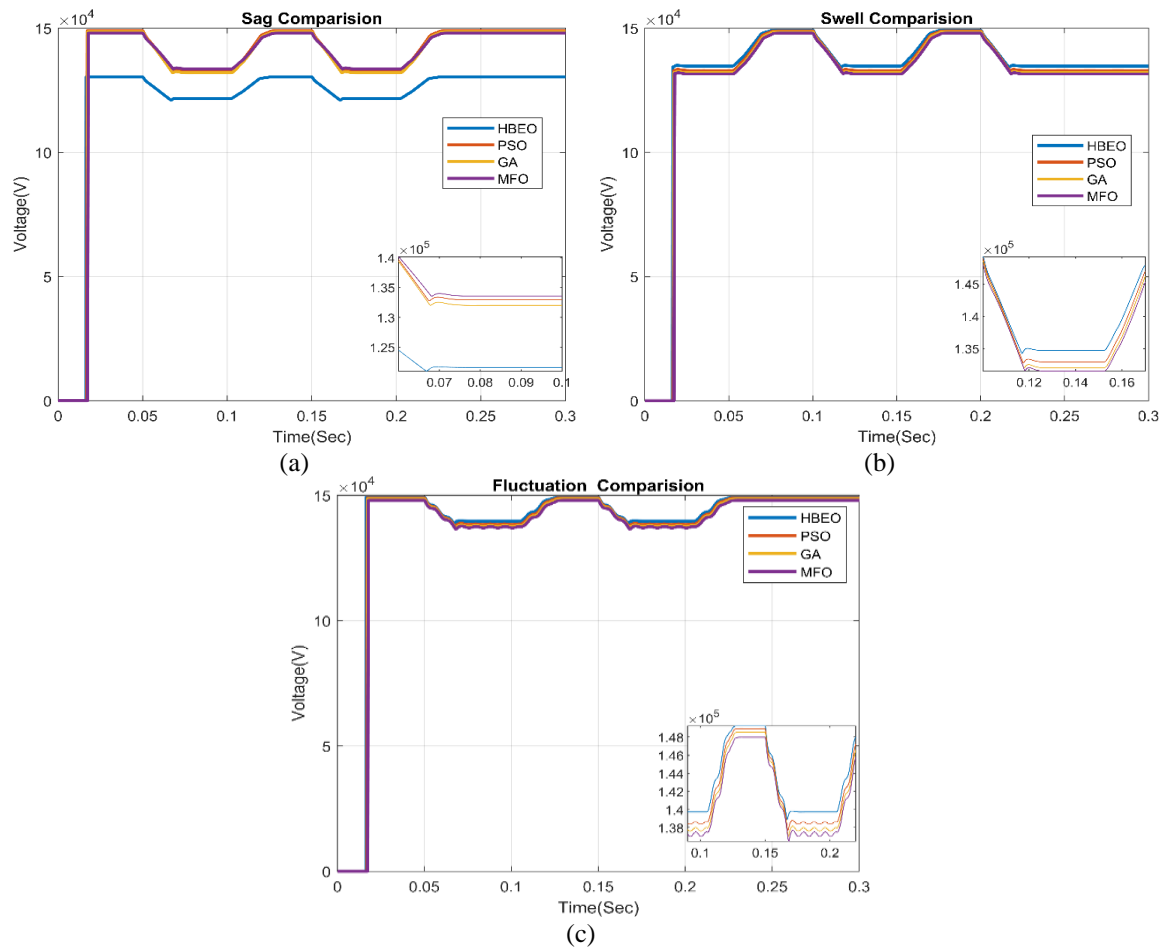 Sag Comparision
×10⁴
15
10
5
0
Voltage(V)
HBEO
PSO
GA
MFO
×10⁵
1.4
1.35
1.3
1.25
0.07
0.08
0.09
0.1
0
0.05
0.1
0.15
0.2
0.25
0.3
Time(Sec)
(a)
Swell Comparision
×10⁴
15
10
5
0
Voltage(V)
HBEO
PSO
GA
MFO
×10⁵
1.45
1.4
1.35
0.12
0.14
0.16
0
0.05
0.1
0.15
0.2
0.25
0.3
Time(Sec)
(b)
Fluctuation Comparision
×10⁴
15
10
5
0
Voltage(V)
HBEO
PSO
GA
MFO
×10⁵
1.48
1.46
1.44
1.42
1.4
1.38
0.1
0.15
0.2
0
0.05
0.1
0.15
0.2
0.25
0.3
Time(Sec)
(c)